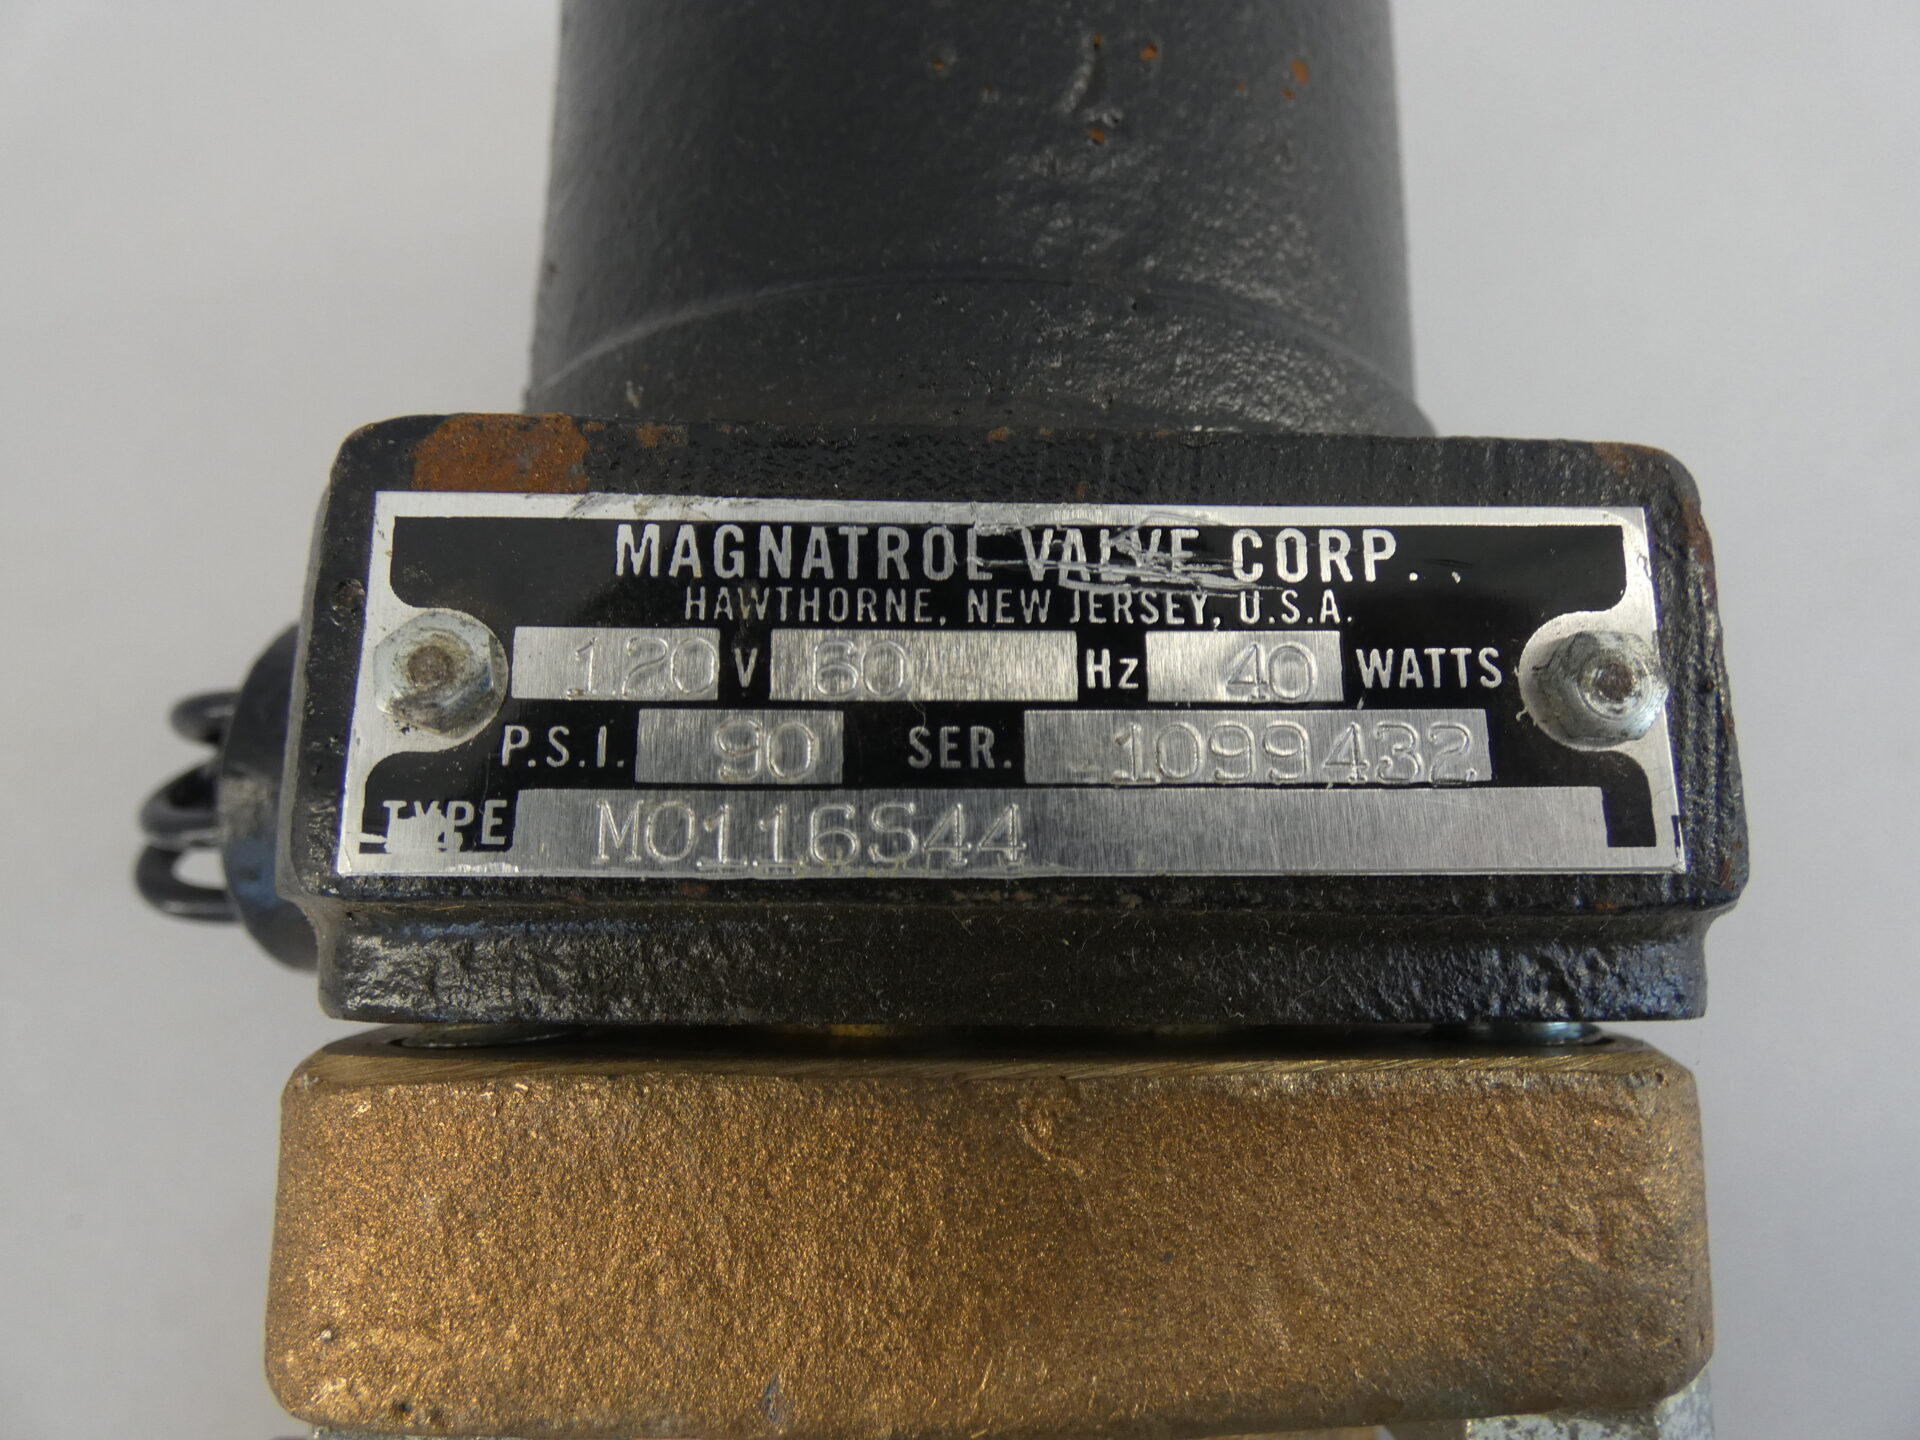 MAGNATROL VALVE CORP.,
HAWTHORNE, NEW JERSEY, U.S.A.
120 V 60 Hz 40 WATTS
P.S.I. 90 SER. 1099432
TYPE M0116S44